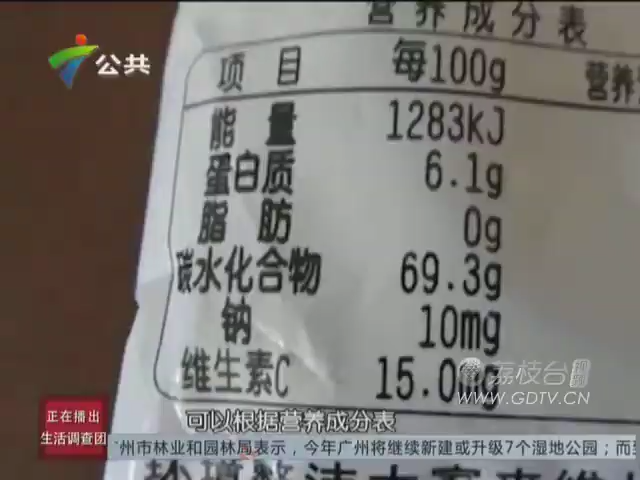 营养成分表
公共
项目 每100g 营养
能量 1283kJ
蛋白质 6.1g
脂肪 0g
碳水化合物 69.3g
钠 10mg
维生素C 15.0mg
荔枝台
WWW.GDTV.CN
正在播出
生活调查团
可以根据营养成分表
州市林业和园林局表示，今年广州将继续新建或升级7个湿地公园；而